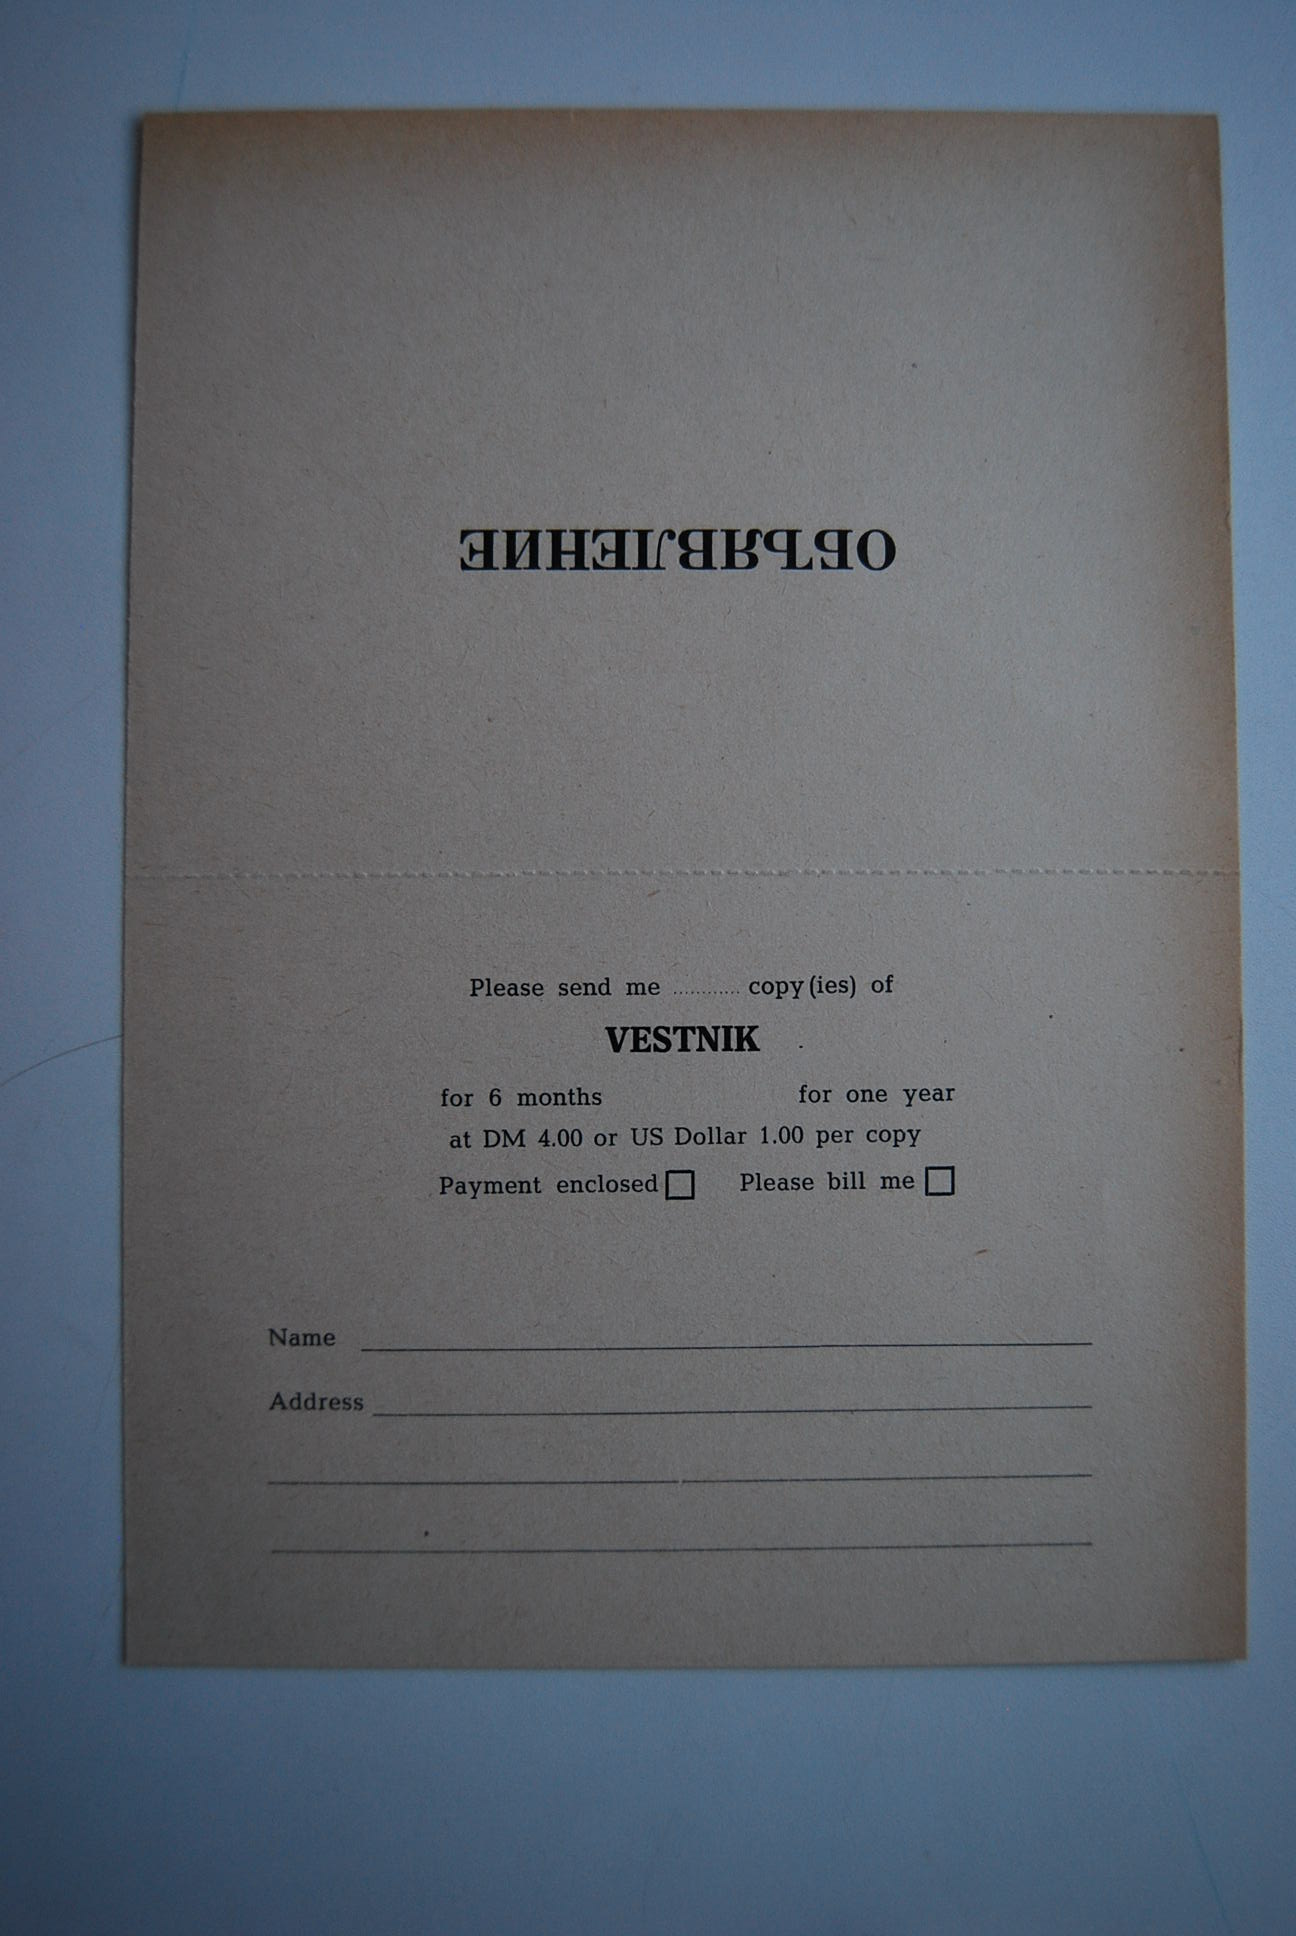 ОБЪЯВЛЕНИЕ
Please send me ............ copy (ies) of
VESTNIK
for 6 months for one year
at DM 4.00 or US Dollar 1.00 per copy
Payment enclosed □ Please bill me □
Name
Address